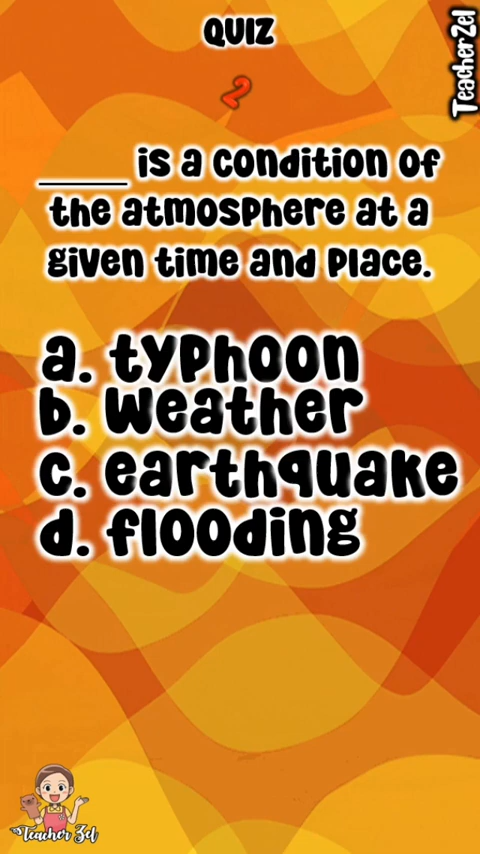 QUIZ
2
TeacherZel
____ is a condition of
the atmosphere at a
given time and place.
a. typhoon
b. weather
c. earthquake
d. flooding
Teacher Zel